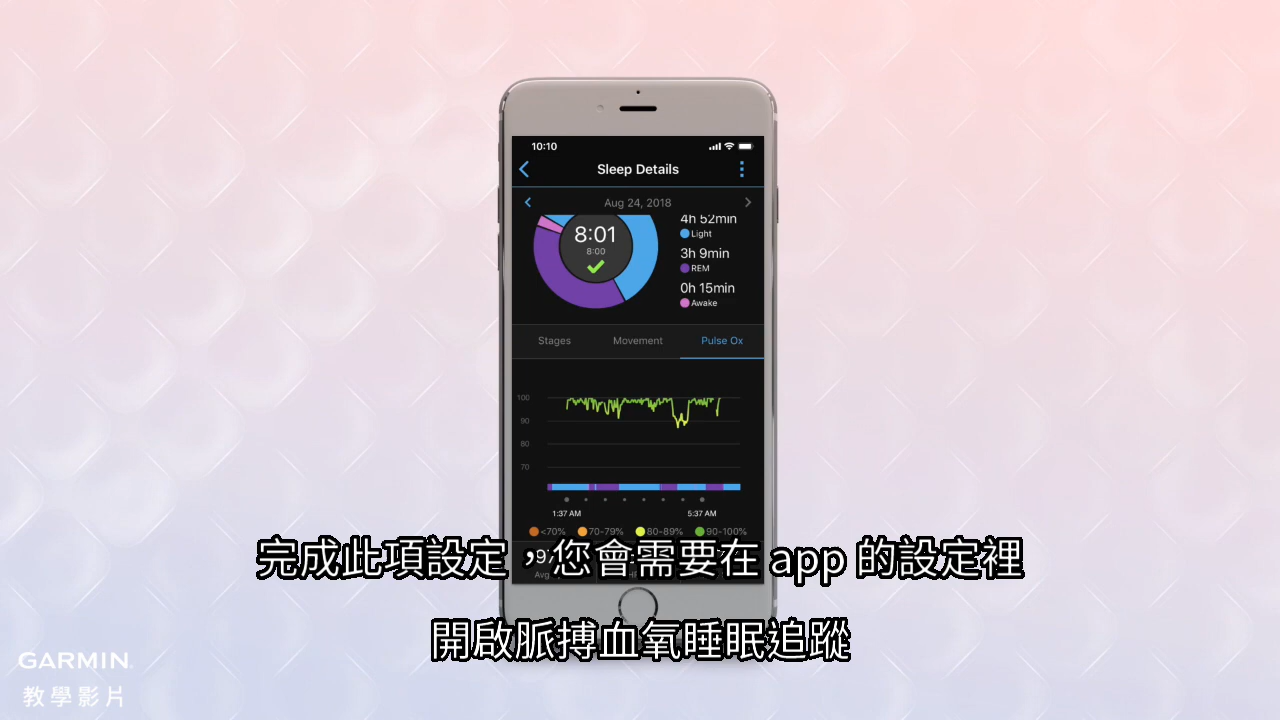 10:10
Sleep Details
Aug 24, 2018
8:01
8:00
4h 52min
Light
3h 9min
REM
0h 15min
Awake
Stages Movement Pulse Ox
100
90
80
70
1:37 AM 5:37 AM
<70% 70-79% 80-89% 90-100%
完成此項設定，您會需要在 app 的設定裡
開啟脈搏血氧睡眠追蹤
GARMIN.
教學影片